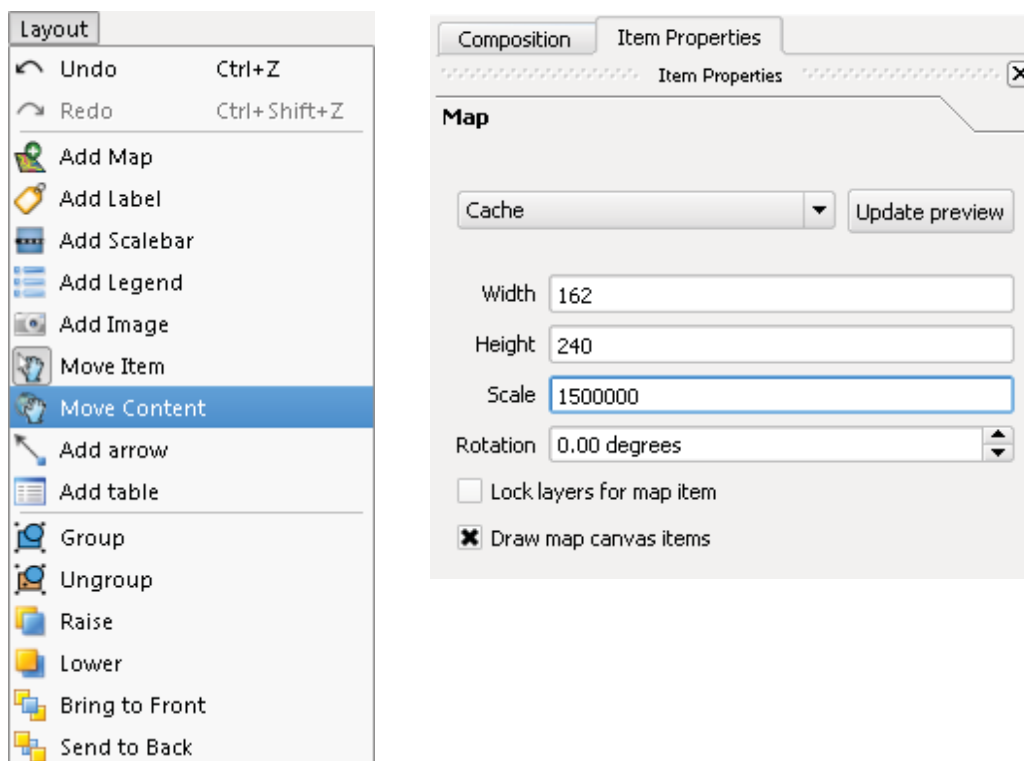 Layout
Undo Ctrl+Z
Redo Ctrl+Shift+Z
Add Map
Add Label
Add Scalebar
Add Legend
Add Image
Move Item
Move Content
Add arrow
Add table
Group
Ungroup
Raise
Lower
Bring to Front
Send to Back
Composition Item Properties
Item Properties
Map
Cache Update preview
Width 162
Height 240
Scale 1500000
Rotation 0.00 degrees
Lock layers for map item
Draw map canvas items